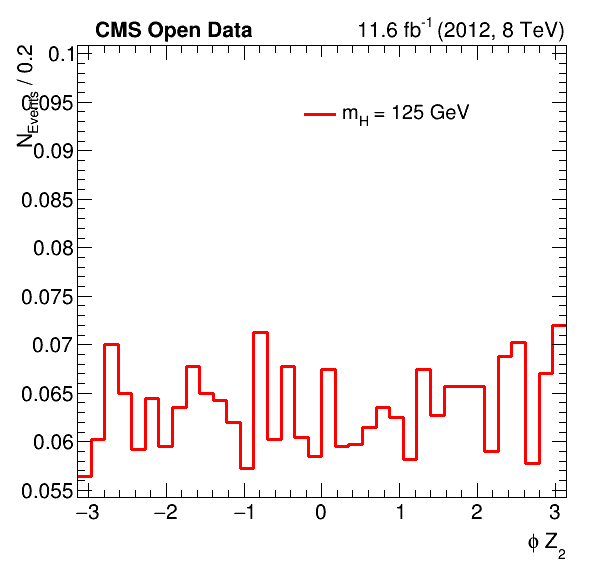 CMS Open Data 11.6 fb⁻¹ (2012, 8 TeV)
N_Events / 0.2
0.1
0.095
0.09
0.085
0.08
0.075
0.07
0.065
0.06
0.055
m_H = 125 GeV
−3 −2 −1 0 1 2 3
ϕ Z₂